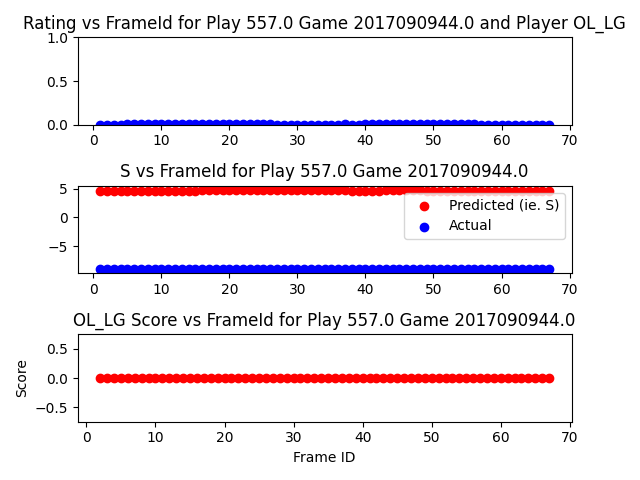 Rating vs FrameId for Play 557.0 Game 2017090944.0 and Player OL_LG
1.0
0.5
0.0
0 10 20 30 40 50 60 70
S vs FrameId for Play 557.0 Game 2017090944.0
5
0
−5
Predicted (ie. S)
Actual
0 10 20 30 40 50 60 70
OL_LG Score vs FrameId for Play 557.0 Game 2017090944.0
Score
0.5
0.0
−0.5
0 10 20 30 40 50 60 70
Frame ID